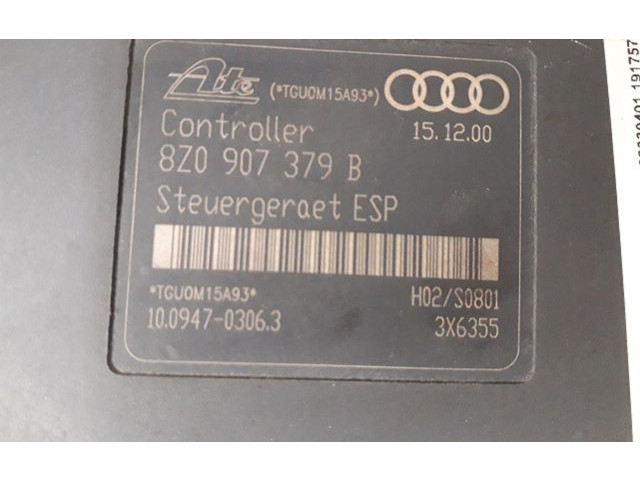 Ate (*TGU0M15A93*)
Controller 15.12.00
8Z0 907 379 B
Steuergeraet ESP
*TGU0M15A93* H02/S0801
10.0947-0306.3 3X6355
191757